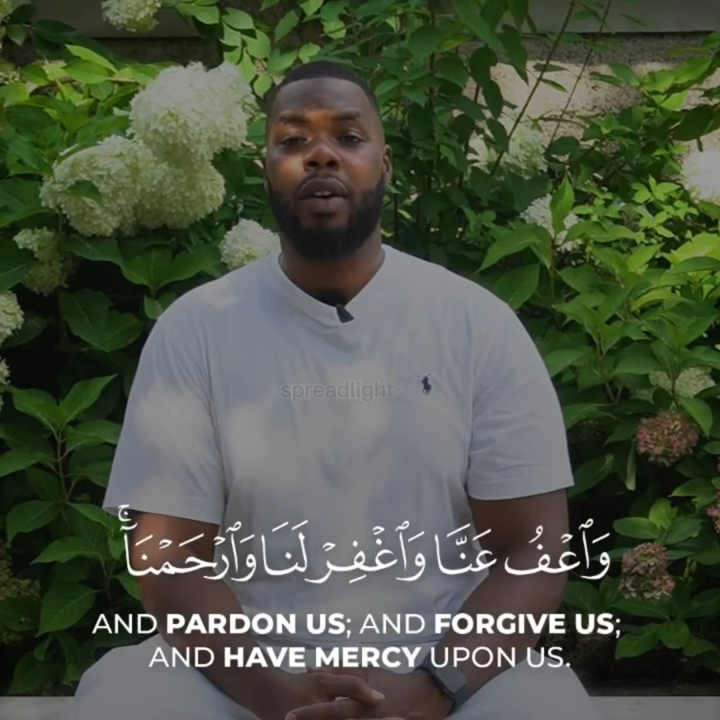 spreadlight
وَٱعْفُ عَنَّا وَٱغْفِرْ لَنَا وَٱرْحَمْنَآ ۚ
AND PARDON US; AND FORGIVE US;
AND HAVE MERCY UPON US.